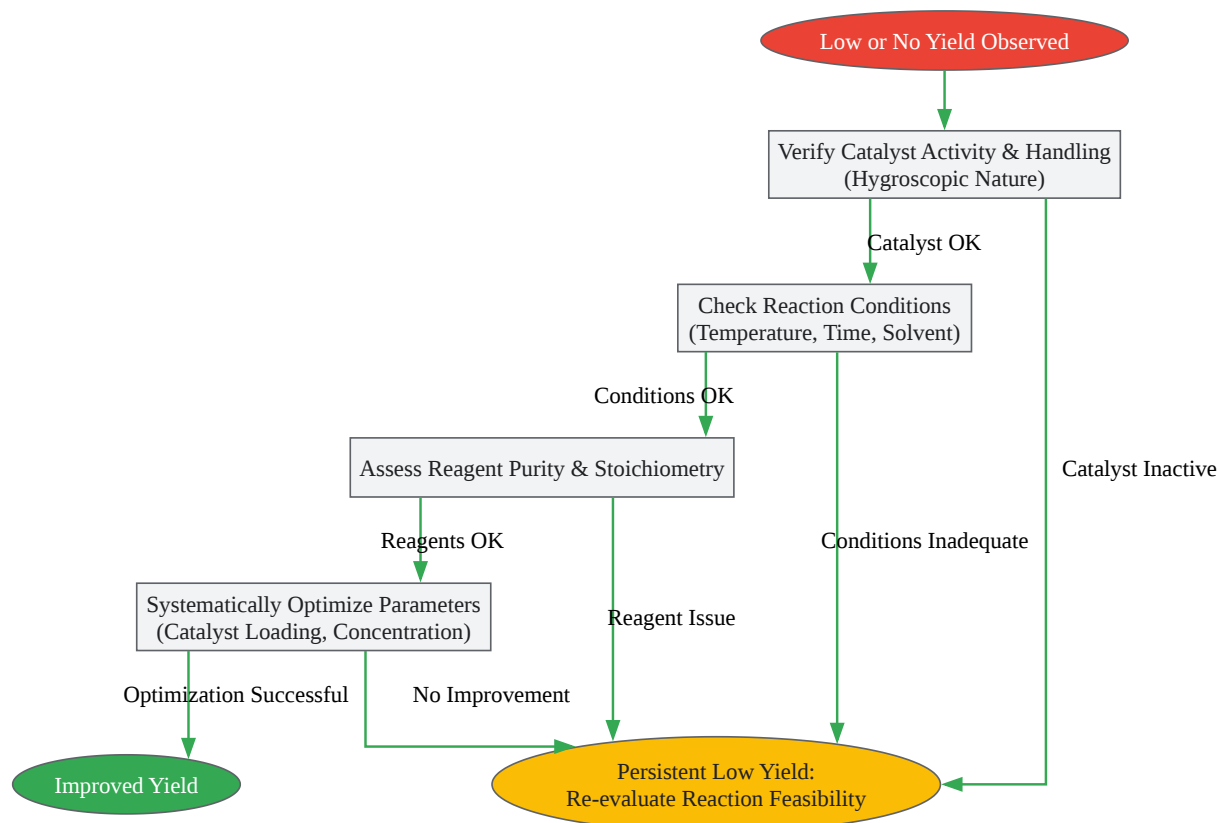 Low or No Yield Observed
Verify Catalyst Activity & Handling
(Hygroscopic Nature)
Catalyst OK
Check Reaction Conditions
(Temperature, Time, Solvent)
Conditions OK
Assess Reagent Purity & Stoichiometry
Catalyst Inactive
Reagents OK
Conditions Inadequate
Systematically Optimize Parameters
(Catalyst Loading, Concentration)
Reagent Issue
Optimization Successful
No Improvement
Improved Yield
Persistent Low Yield:
Re-evaluate Reaction Feasibility